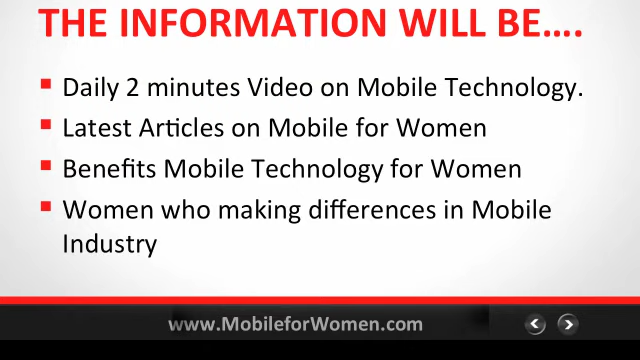 THE INFORMATION WILL BE….
Daily 2 minutes Video on Mobile Technology.
Latest Articles on Mobile for Women
Benefits Mobile Technology for Women
Women who making differences in Mobile
Industry
www.MobileforWomen.com